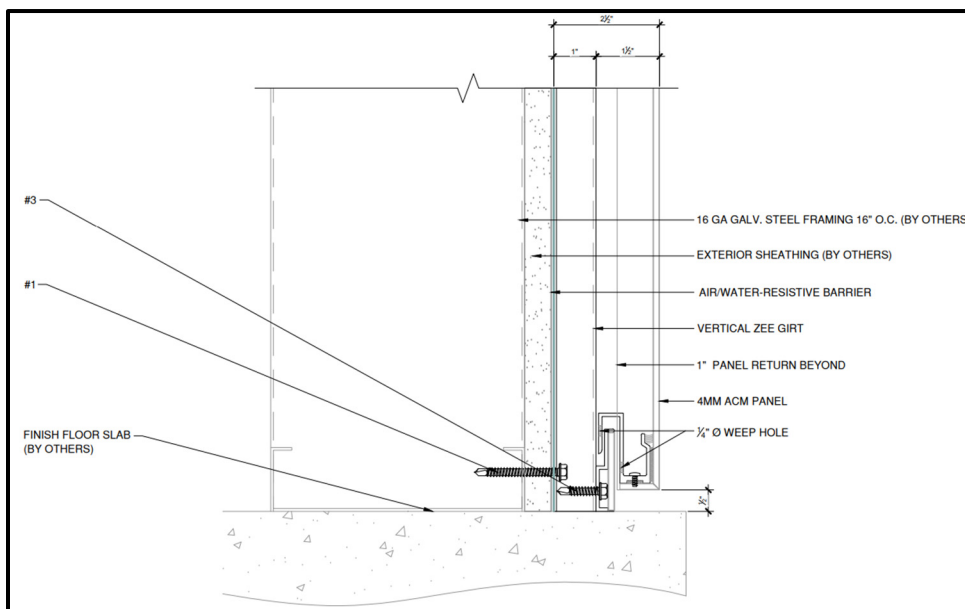 2½"
1"
1½"
#3
16 GA GALV. STEEL FRAMING 16" O.C. (BY OTHERS
EXTERIOR SHEATHING (BY OTHERS)
#1
AIR/WATER-RESISTIVE BARRIER
VERTICAL ZEE GIRT
1" PANEL RETURN BEYOND
4MM ACM PANEL
FINISH FLOOR SLAB
(BY OTHERS)
¼" Ø WEEP HOLE
½"